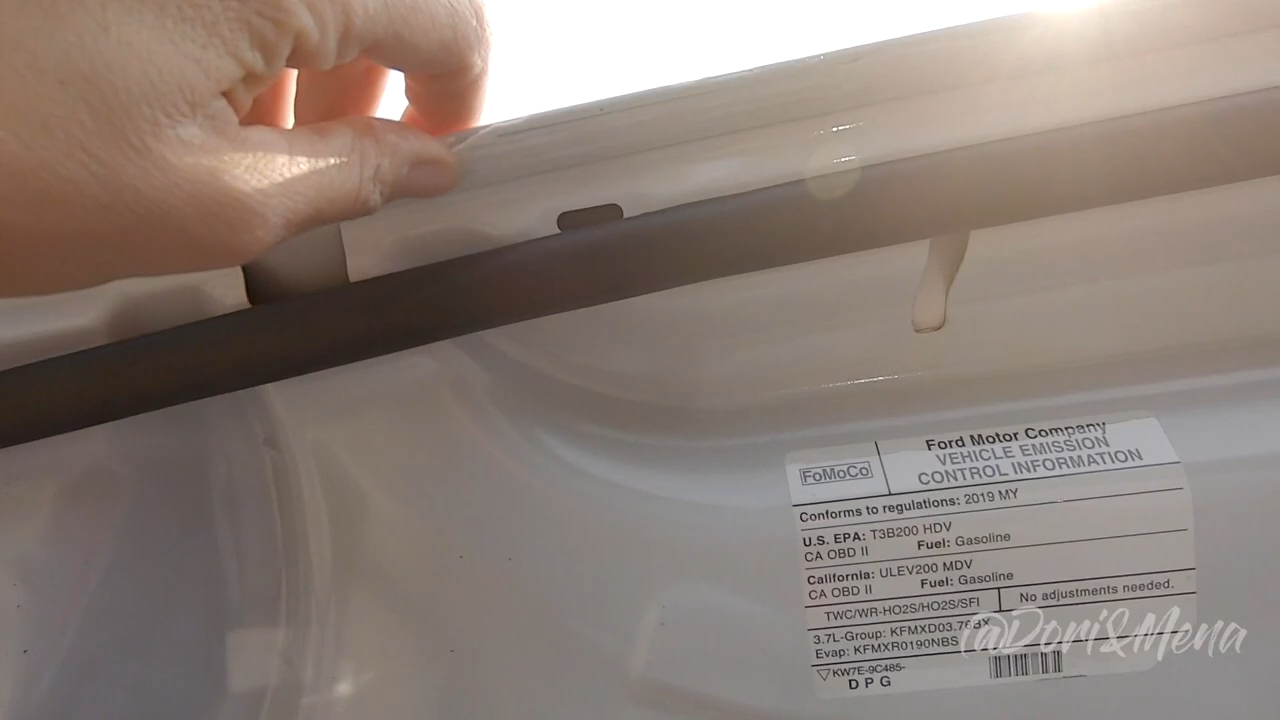 Ford Motor Company
FoMoCo
VEHICLE EMISSION
CONTROL INFORMATION
Conforms to regulations: 2019 MY
U.S. EPA: T3B200 HDV
CA OBD II Fuel: Gasoline
California: ULEV200 MDV
CA OBD II Fuel: Gasoline
TWC/WR-HO2S/HO2S/SFI No adjustments needed.
3.7L-Group: KFMXD03.76BX
Evap: KFMXR0190NBS
KW7E-9C485-
D P G
@Dori&Mena